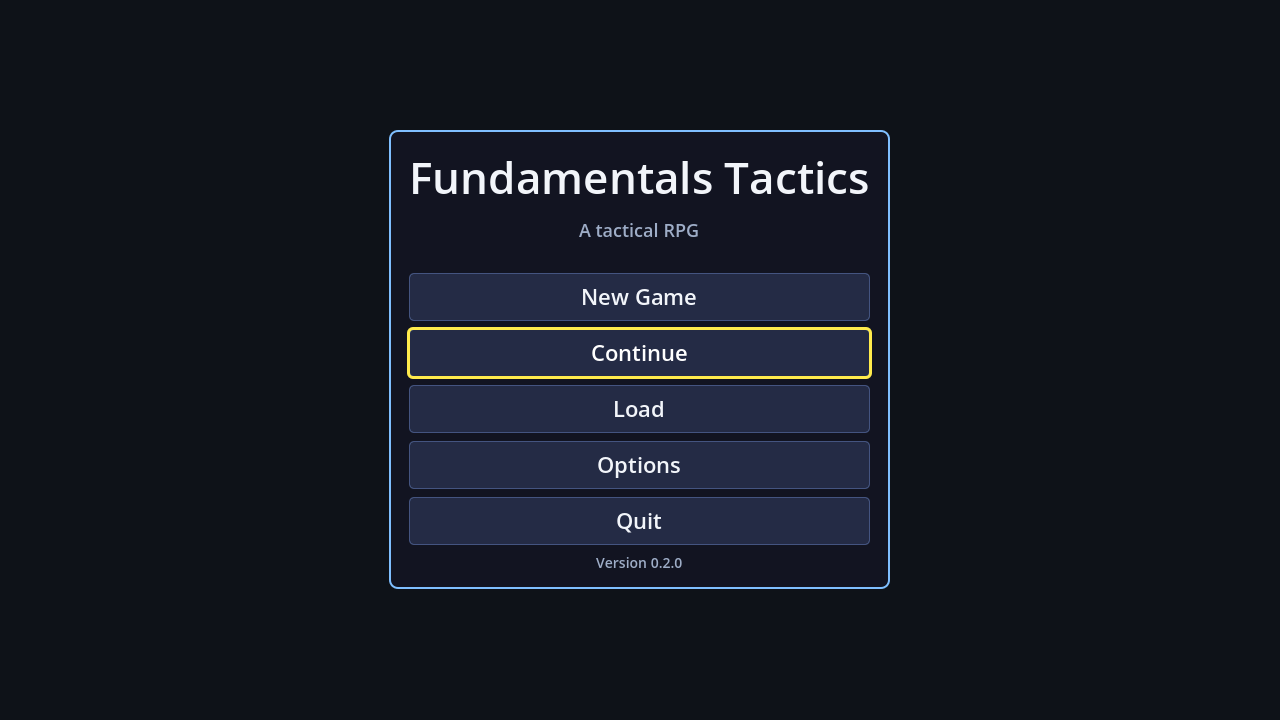 Fundamentals Tactics
A tactical RPG
New Game
Continue
Load
Options
Quit
Version 0.2.0